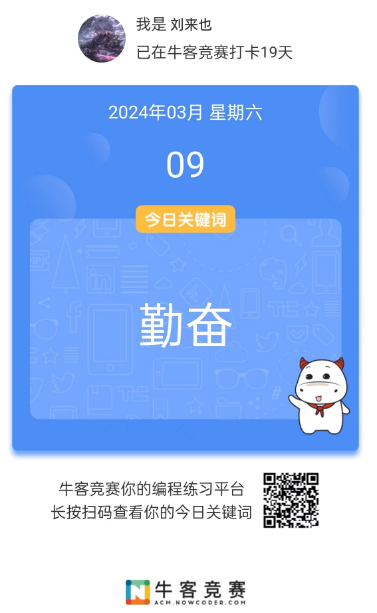 我是 刘来也
已在牛客竞赛打卡19天
2024年03月 星期六
09
今日关键词
勤奋
牛客竞赛你的编程练习平台
长按扫码查看你的今日关键词
牛客竞赛
ACM.NOWCODER.COM